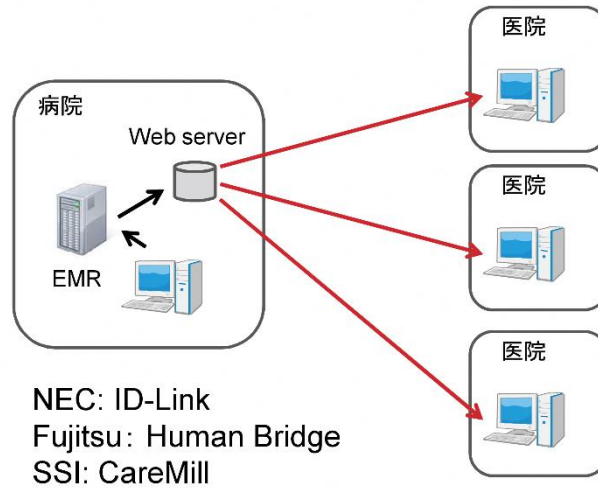 病院
Web server
EMR
医院
医院
医院
NEC: ID-Link
Fujitsu: Human Bridge
SSI: CareMill